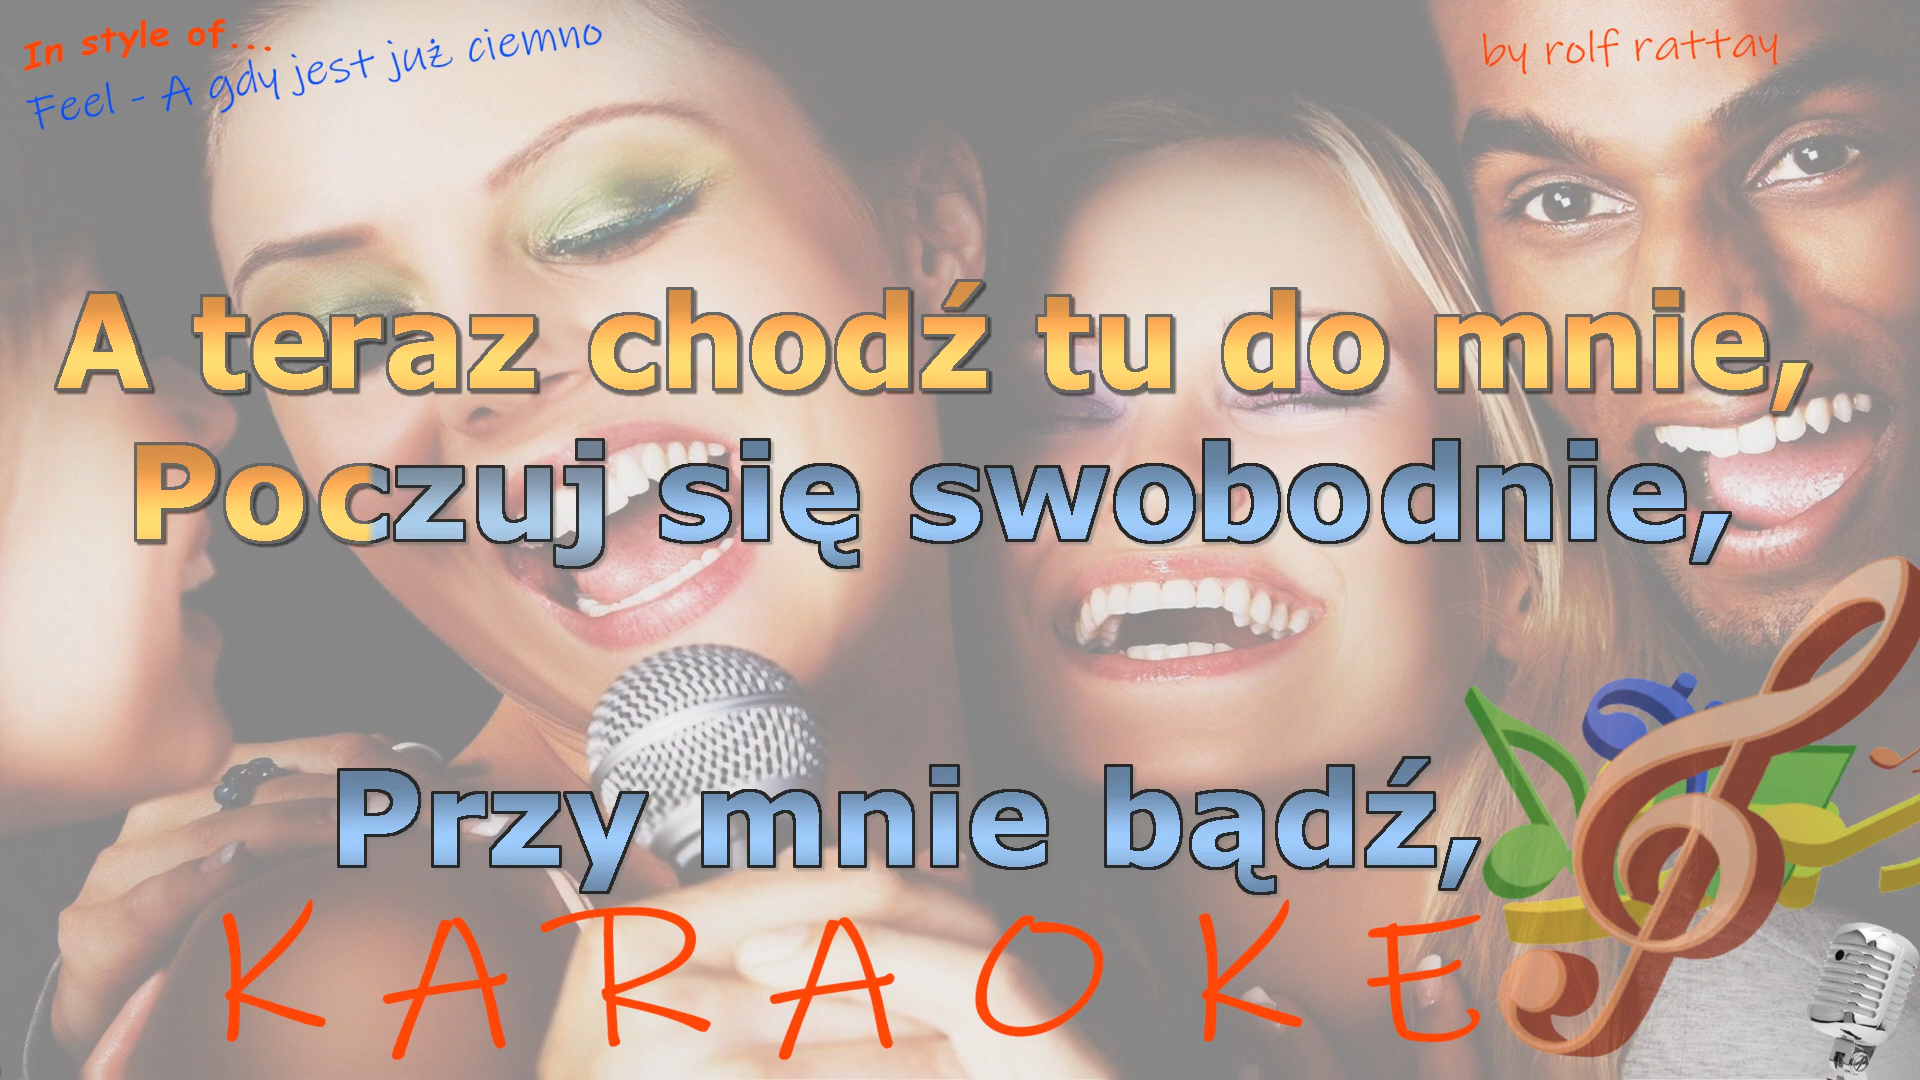 In style of...
Feel - A gdy jest już ciemno
by rolf rattay
A teraz chodź tu do mnie,
Poczuj się swobodnie,
Przy mnie bądź,
KARAOKE